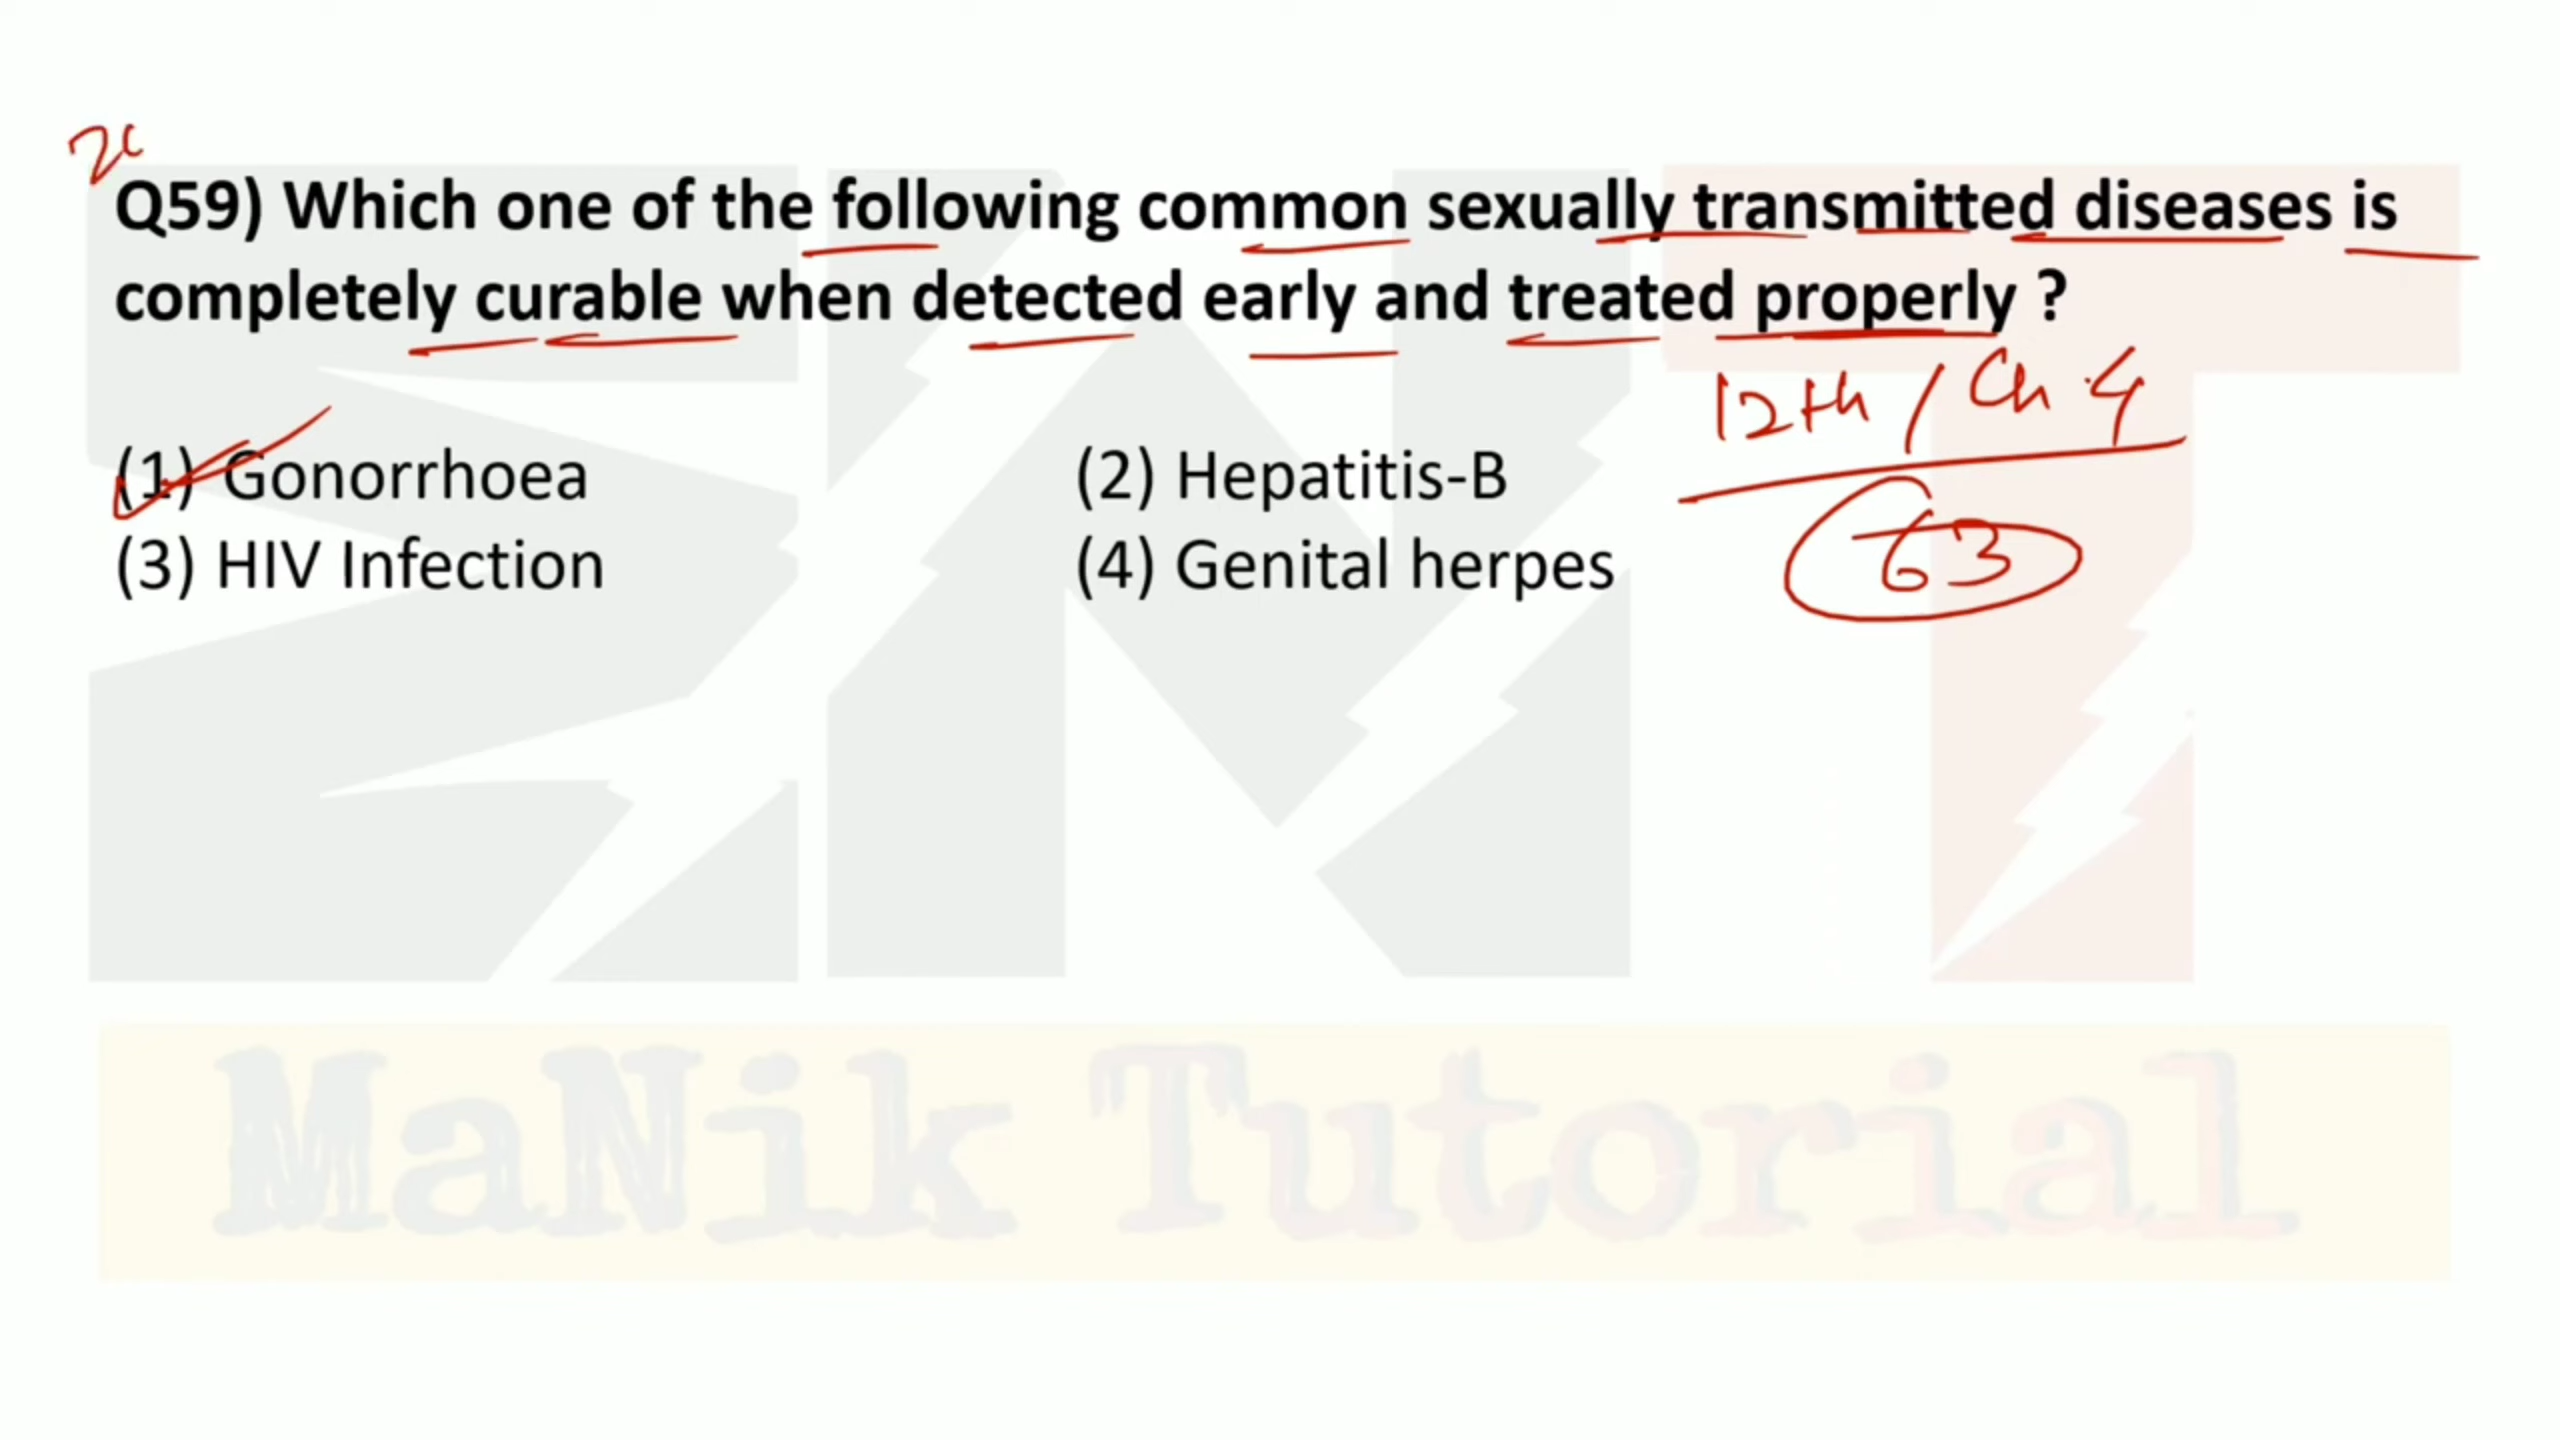 Q59) Which one of the following common sexually transmitted diseases is
completely curable when detected early and treated properly ?
12th / Ch.4
(1) Gonorrhoea (2) Hepatitis-B
63
(3) HIV Infection (4) Genital herpes
MaNik Tutorial